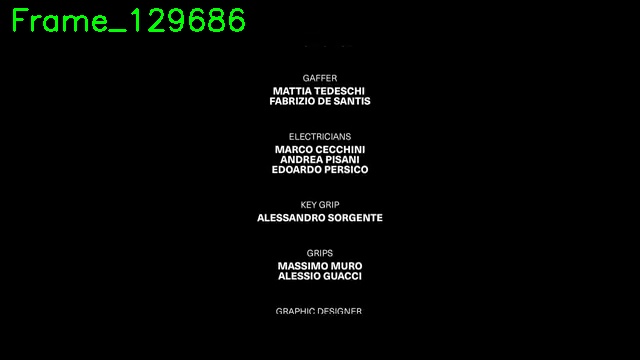 Frame_129686
GAFFER
MATTIA TEDESCHI
FABRIZIO DE SANTIS
ELECTRICIANS
MARCO CECCHINI
ANDREA PISANI
EDOARDO PERSICO
KEY GRIP
ALESSANDRO SORGENTE
GRIPS
MASSIMO MURO
ALESSIO GUACCI
GRAPHIC DESIGNER